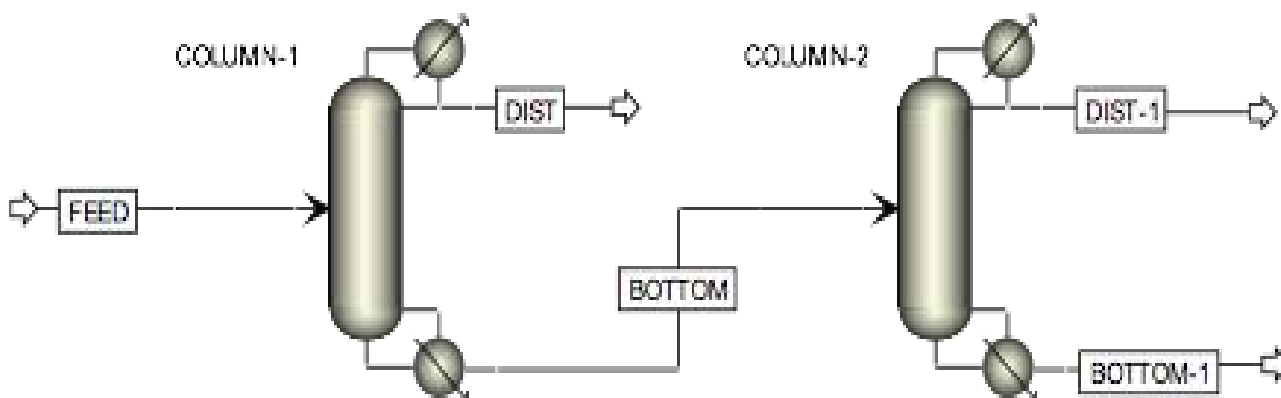 COLUMN-1
COLUMN-2
DIST
DIST-1
FEED
BOTTOM
BOTTOM-1